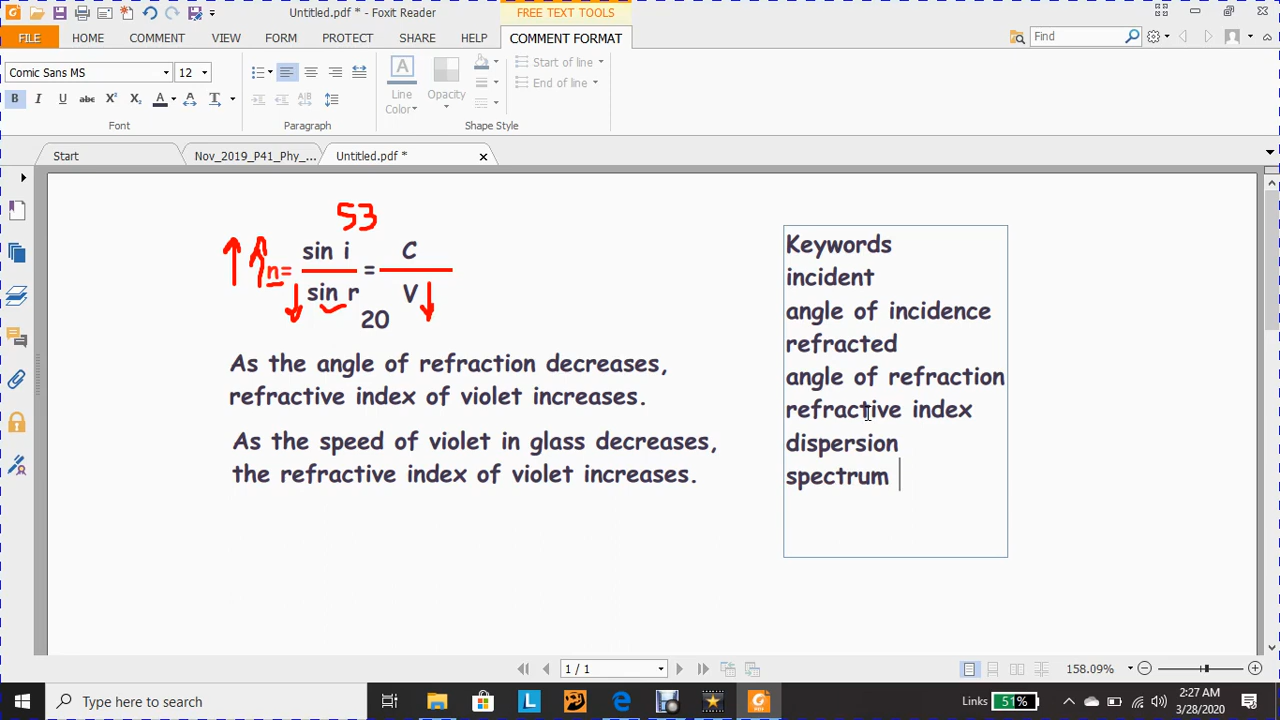 Untitled.pdf * - Foxit Reader
FREE TEXT TOOLS
FILE
HOME
COMMENT
VIEW
FORM
PROTECT
SHARE
HELP
COMMENT FORMAT
Find
Comic Sans MS
12
B I U abc X² X₂ A A T
Font
Paragraph
A
Line
Color
Opacity
Start of line
End of line
Shape Style
Start
Nov_2019_P41_Phy_...
Untitled.pdf *
53
n= sin i = C
sin r V
20
As the angle of refraction decreases,
refractive index of violet increases.
As the speed of violet in glass decreases,
the refractive index of violet increases.
Keywords
incident
angle of incidence
refracted
angle of refraction
refractive index
dispersion
spectrum
1 / 1
158.09%
Type here to search
Links
51%
2:27 AM
3/28/2020